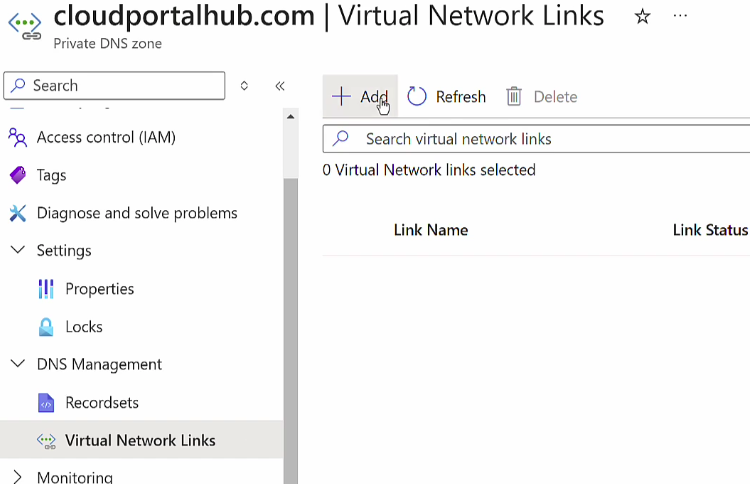 cloudportalhub.com | Virtual Network Links
Private DNS zone
Search
Add
Refresh
Delete
Search virtual network links
0 Virtual Network links selected
Link Name
Link Status
Access control (IAM)
Tags
Diagnose and solve problems
Settings
Properties
Locks
DNS Management
Recordsets
Virtual Network Links
Monitoring